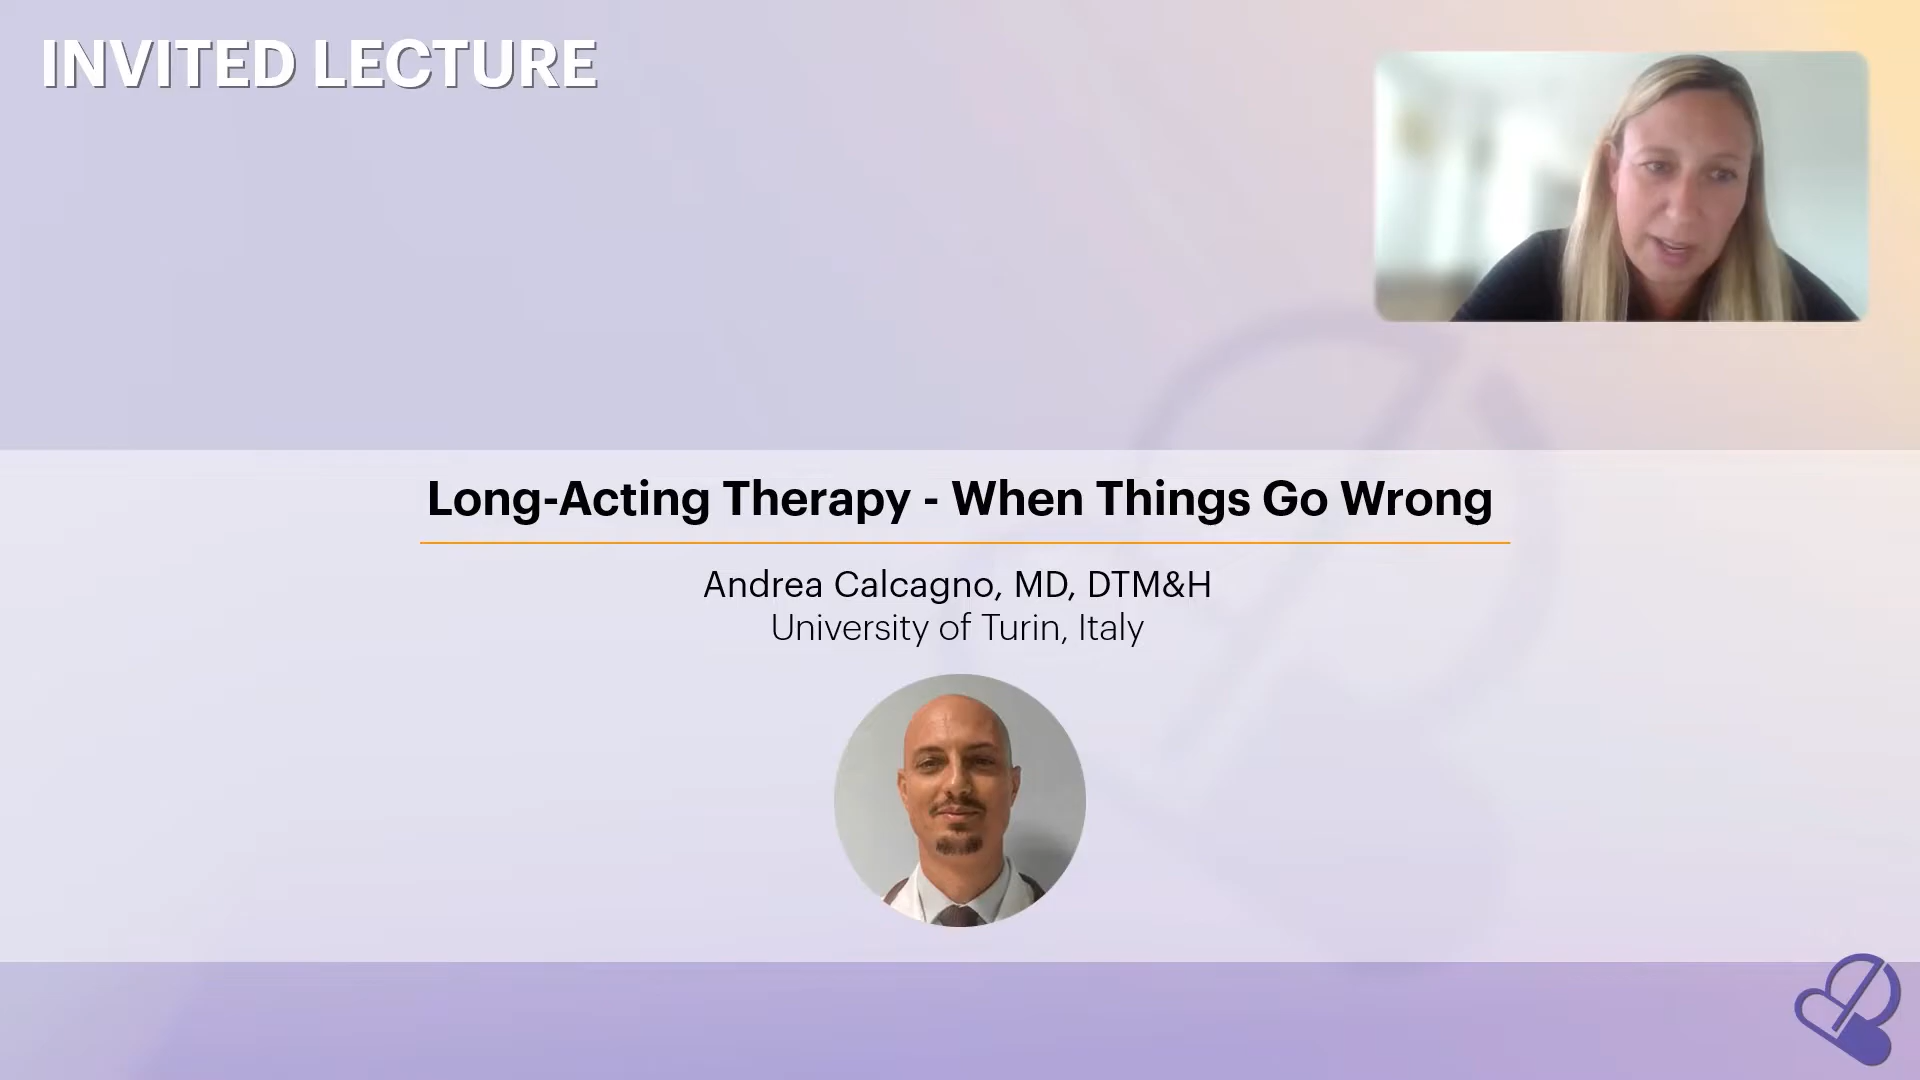 INVITED LECTURE
Long-Acting Therapy - When Things Go Wrong
Andrea Calcagno, MD, DTM&H
University of Turin, Italy